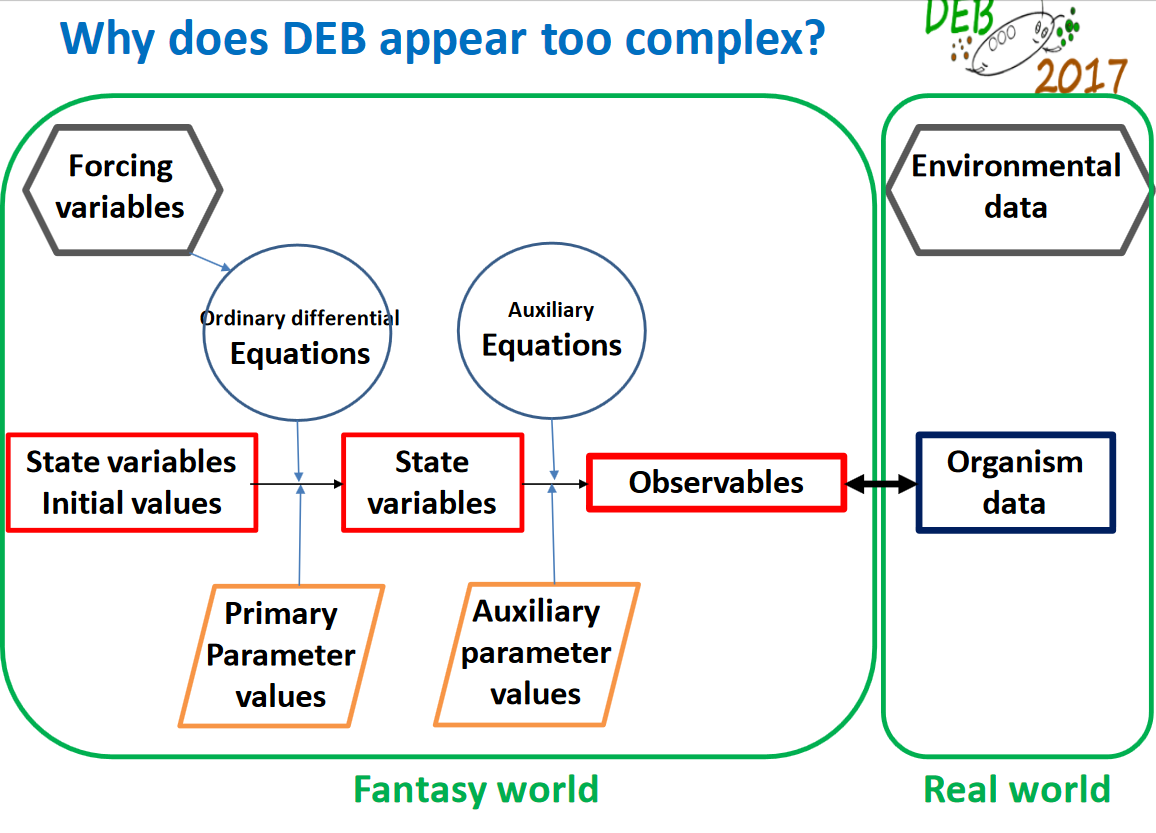 Why does DEB appear too complex?
DEB
2017
Forcing
variables
Environmental
data
Ordinary differential
Equations
Auxiliary
Equations
State variables
Initial values
State
variables
Observables
Organism
data
Primary
Parameter
values
Auxiliary
parameter
values
Fantasy world
Real world